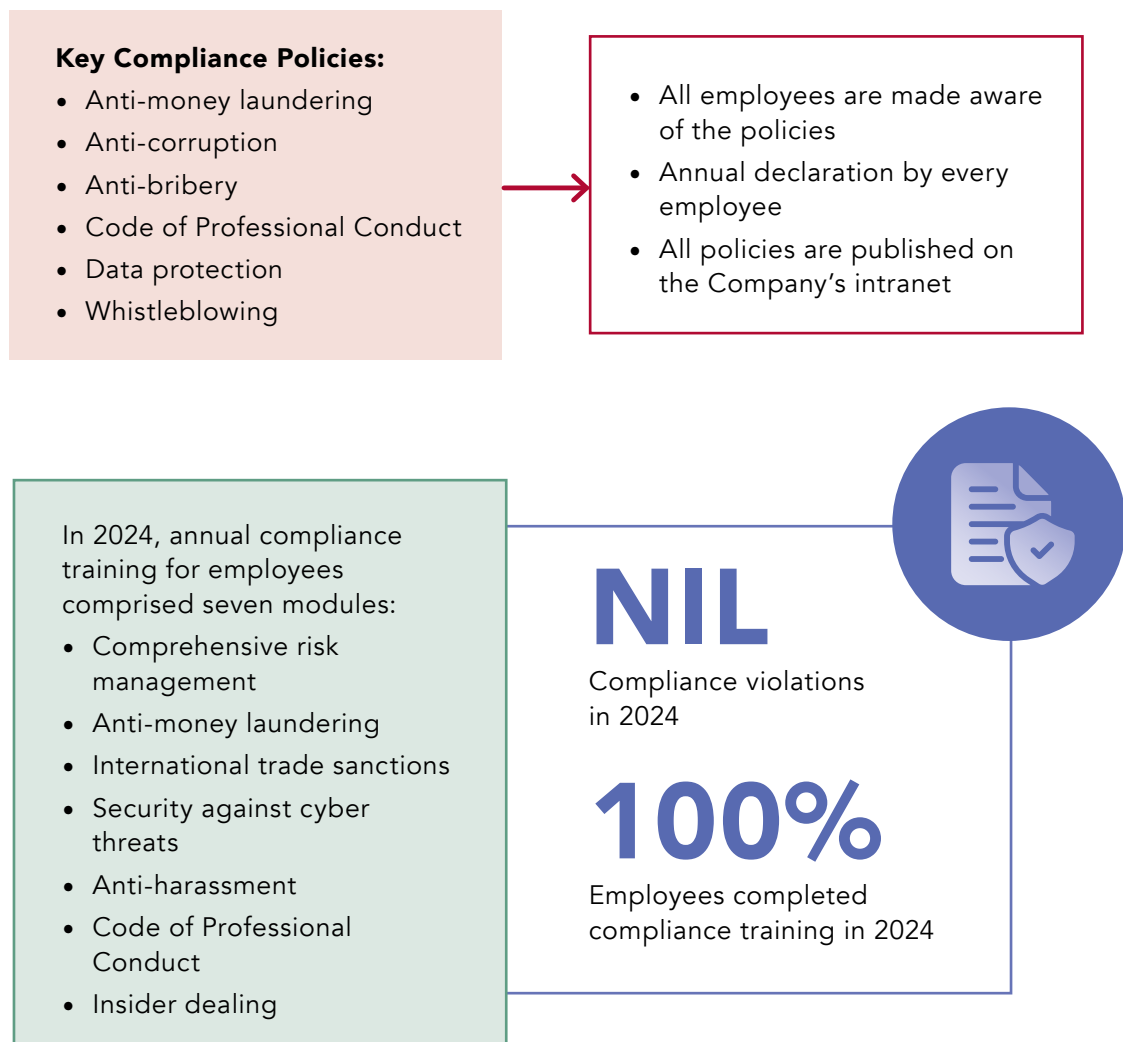 Key Compliance Policies:
• Anti-money laundering
• Anti-corruption
• Anti-bribery
• Code of Professional Conduct
• Data protection
• Whistleblowing
• All employees are made aware
of the policies
• Annual declaration by every
employee
• All policies are published on
the Company’s intranet
In 2024, annual compliance
training for employees
comprised seven modules:
• Comprehensive risk
management
• Anti-money laundering
• International trade sanctions
• Security against cyber
threats
• Anti-harassment
• Code of Professional
Conduct
• Insider dealing
NIL
Compliance violations
in 2024
100%
Employees completed
compliance training in 2024